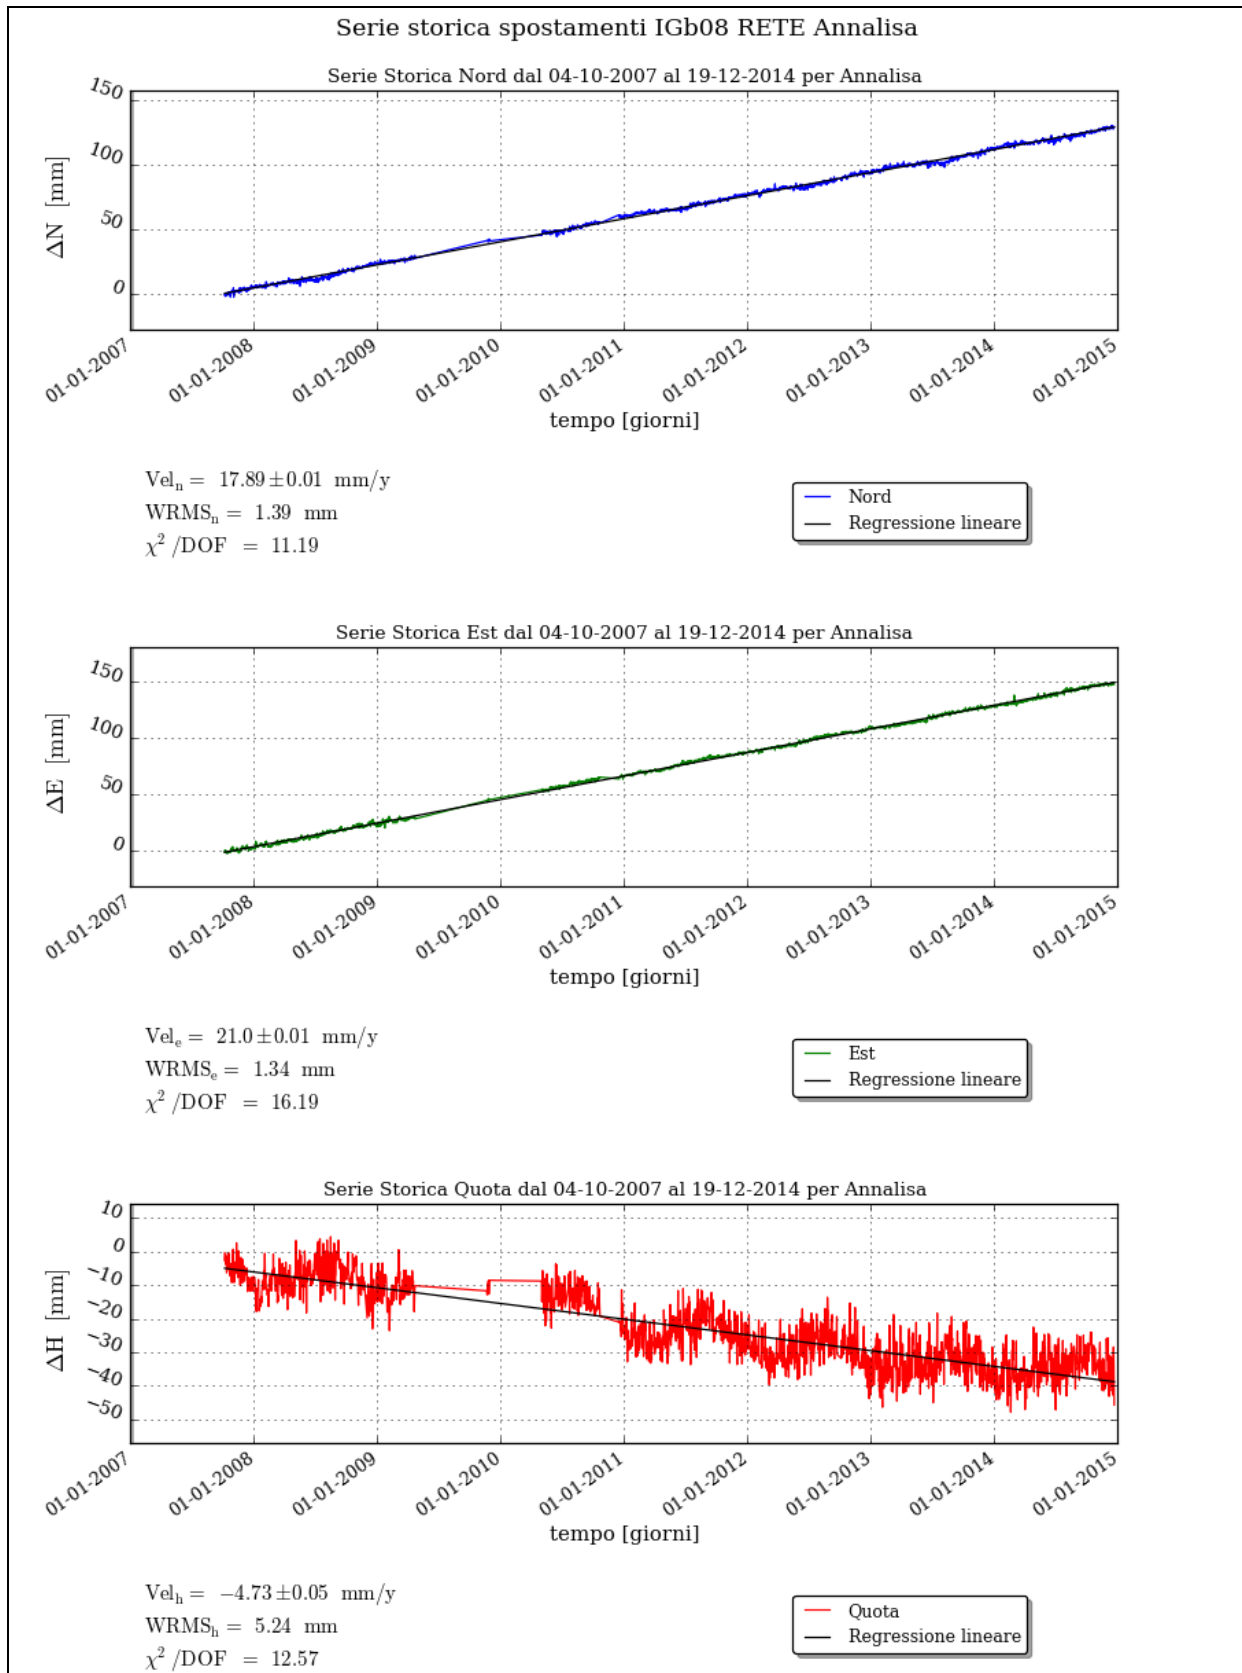 Serie storica spostamenti IGb08 RETE Annalisa
Serie Storica Nord dal 04-10-2007 al 19-12-2014 per Annalisa
150
100
50
0
ΔN [mm]
01-01-2007 01-01-2008 01-01-2009 01-01-2010 01-01-2011 01-01-2012 01-01-2013 01-01-2014 01-01-2015
tempo [giorni]
Velₙ = 17.89±0.01 mm/y
WRMSₙ = 1.39 mm
χ² /DOF = 11.19
Nord
Regressione lineare
Serie Storica Est dal 04-10-2007 al 19-12-2014 per Annalisa
150
100
50
0
ΔE [mm]
01-01-2007 01-01-2008 01-01-2009 01-01-2010 01-01-2011 01-01-2012 01-01-2013 01-01-2014 01-01-2015
tempo [giorni]
Velₑ = 21.0±0.01 mm/y
WRMSₑ = 1.34 mm
χ² /DOF = 16.19
Est
Regressione lineare
Serie Storica Quota dal 04-10-2007 al 19-12-2014 per Annalisa
10
0
−10
−20
−30
−40
−50
ΔH [mm]
01-01-2007 01-01-2008 01-01-2009 01-01-2010 01-01-2011 01-01-2012 01-01-2013 01-01-2014 01-01-2015
tempo [giorni]
Velₕ = −4.73±0.05 mm/y
WRMSₕ = 5.24 mm
χ² /DOF = 12.57
Quota
Regressione lineare